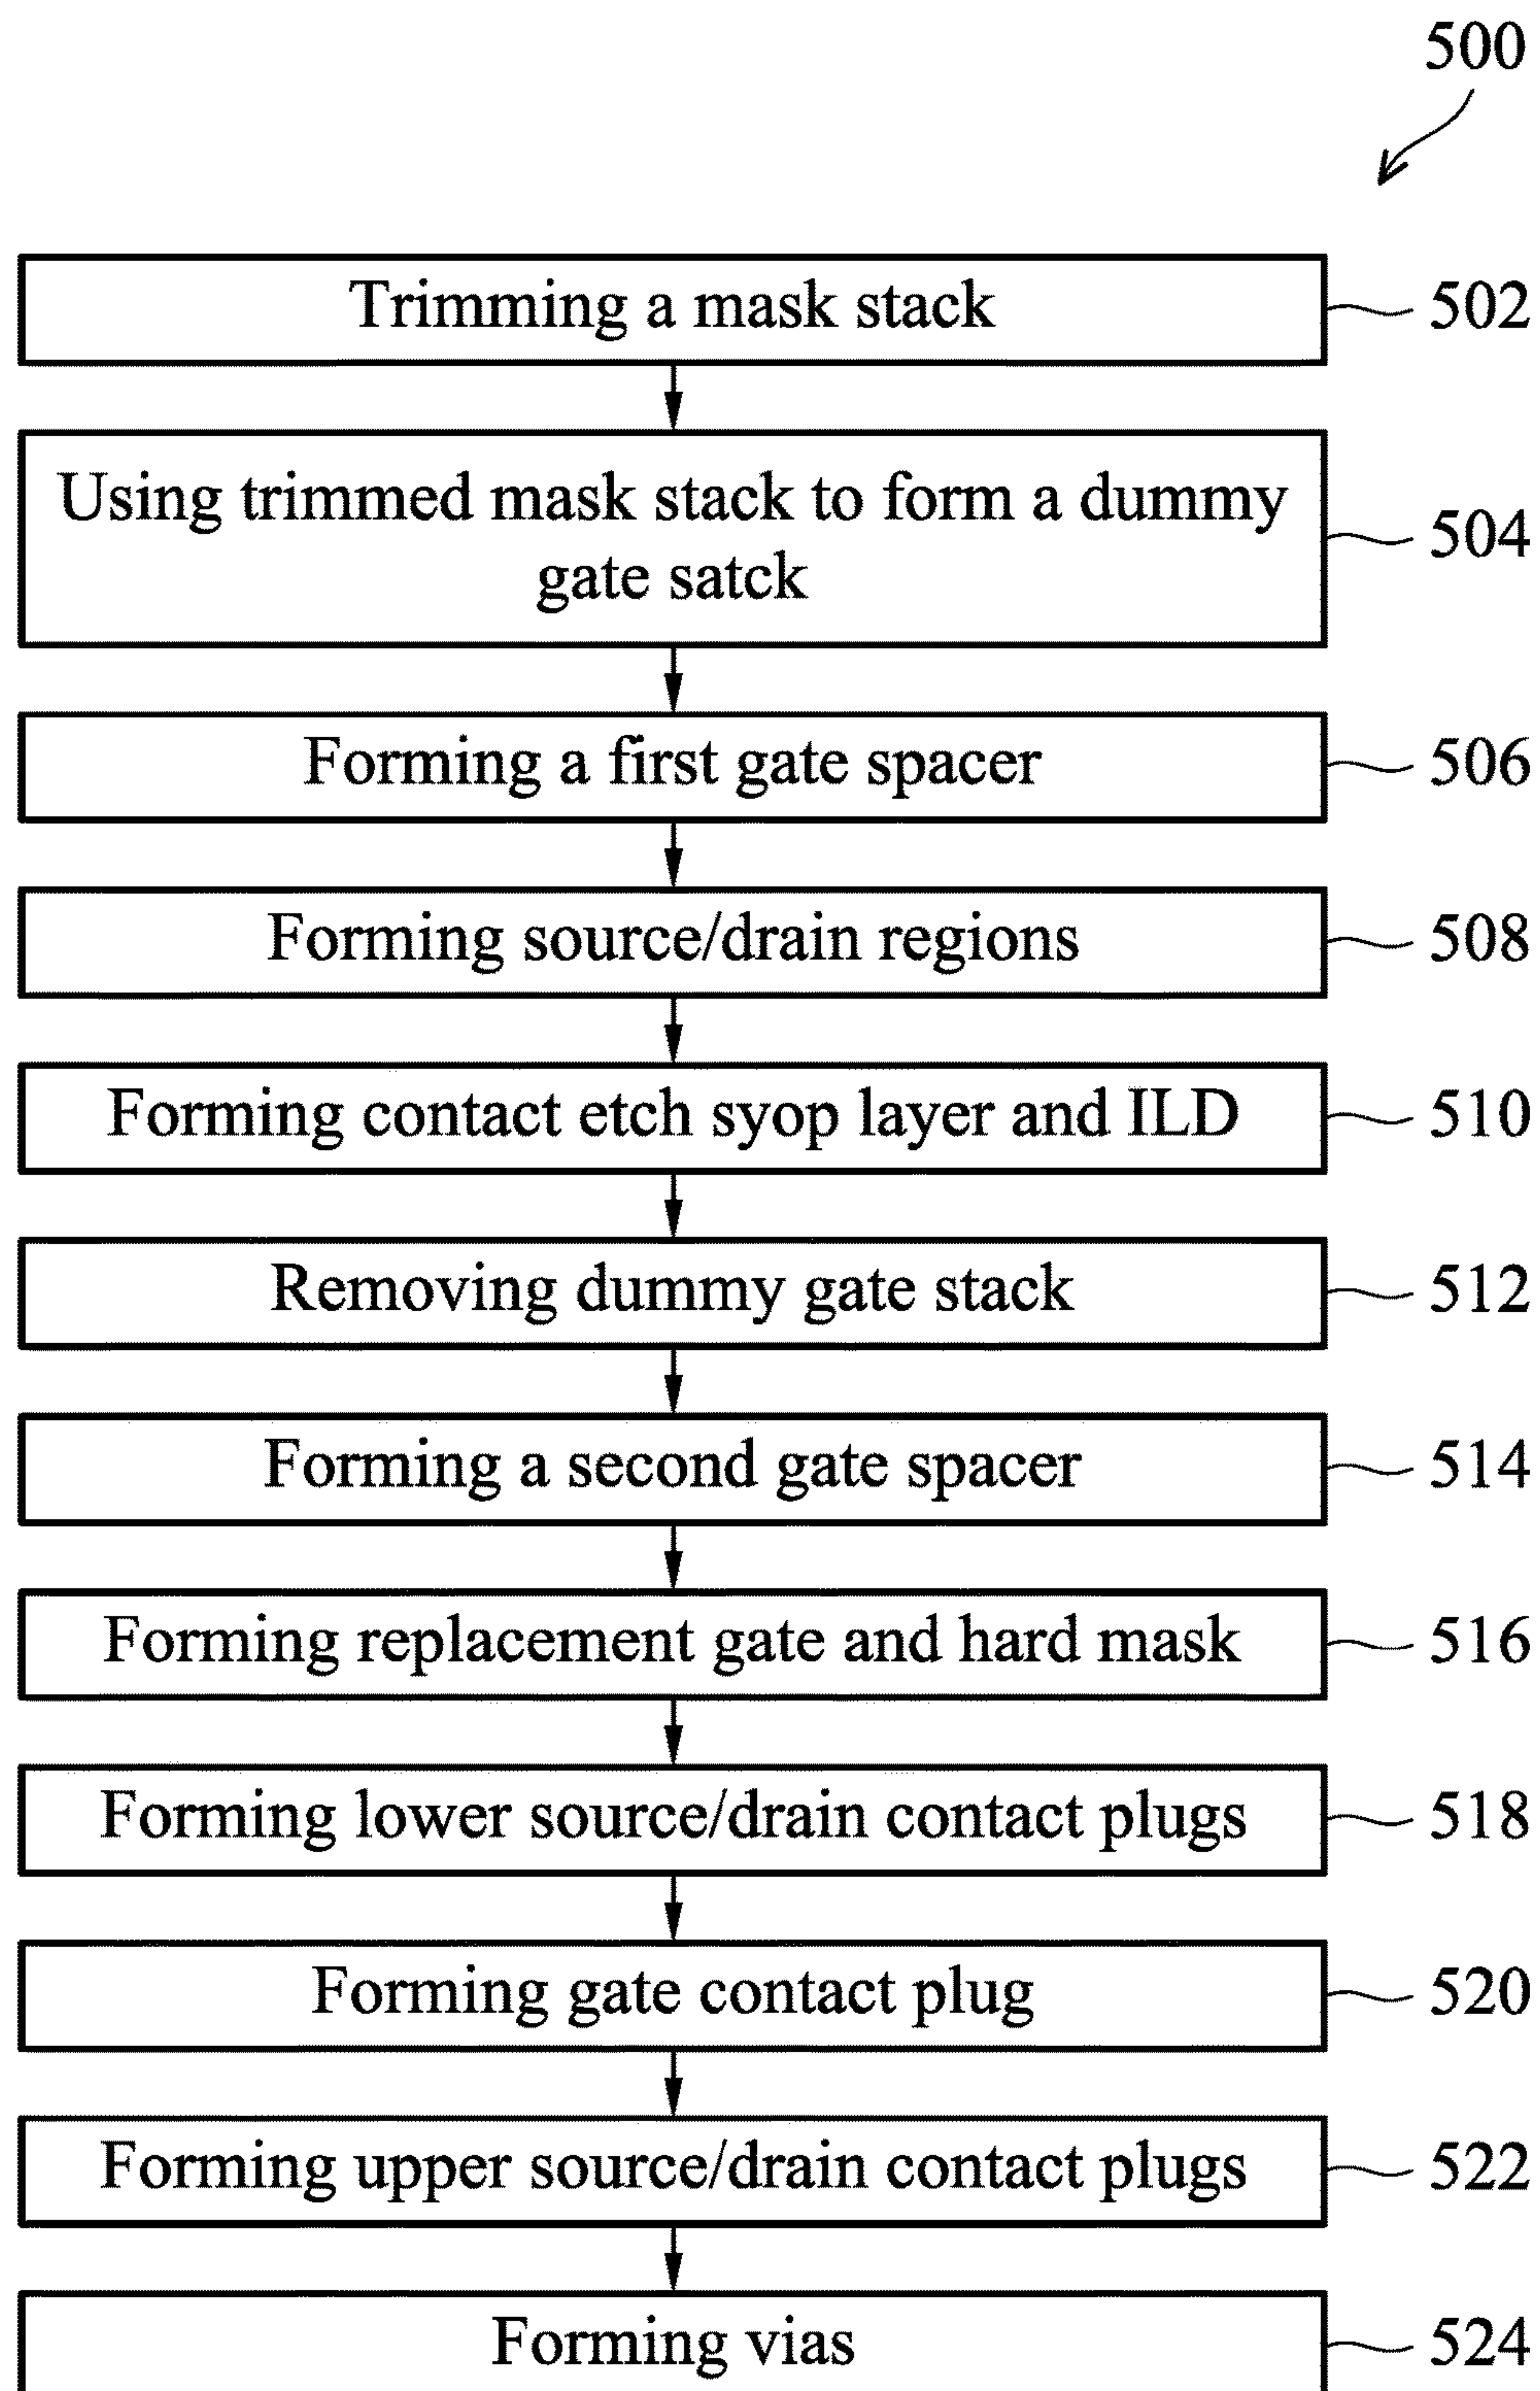 500
Trimming a mask stack
502
Using trimmed mask stack to form a dummy
gate satck
504
Forming a first gate spacer
506
Forming source/drain regions
508
Forming contact etch syop layer and ILD
510
Removing dummy gate stack
512
Forming a second gate spacer
514
Forming replacement gate and hard mask
516
Forming lower source/drain contact plugs
518
Forming gate contact plug
520
Forming upper source/drain contact plugs
522
Forming vias
524